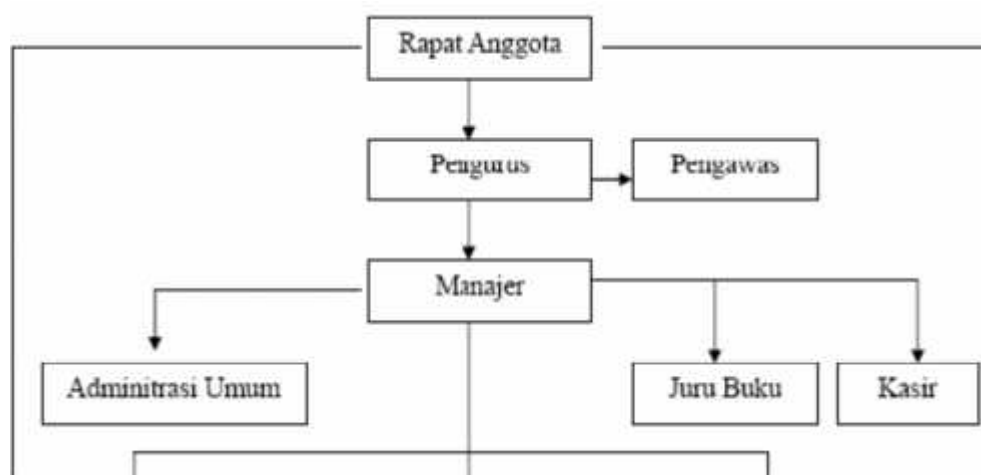 Rapat Anggota
Pengurus
Pengawas
Manajer
Adminitrasi Umum
Juru Buku
Kasir